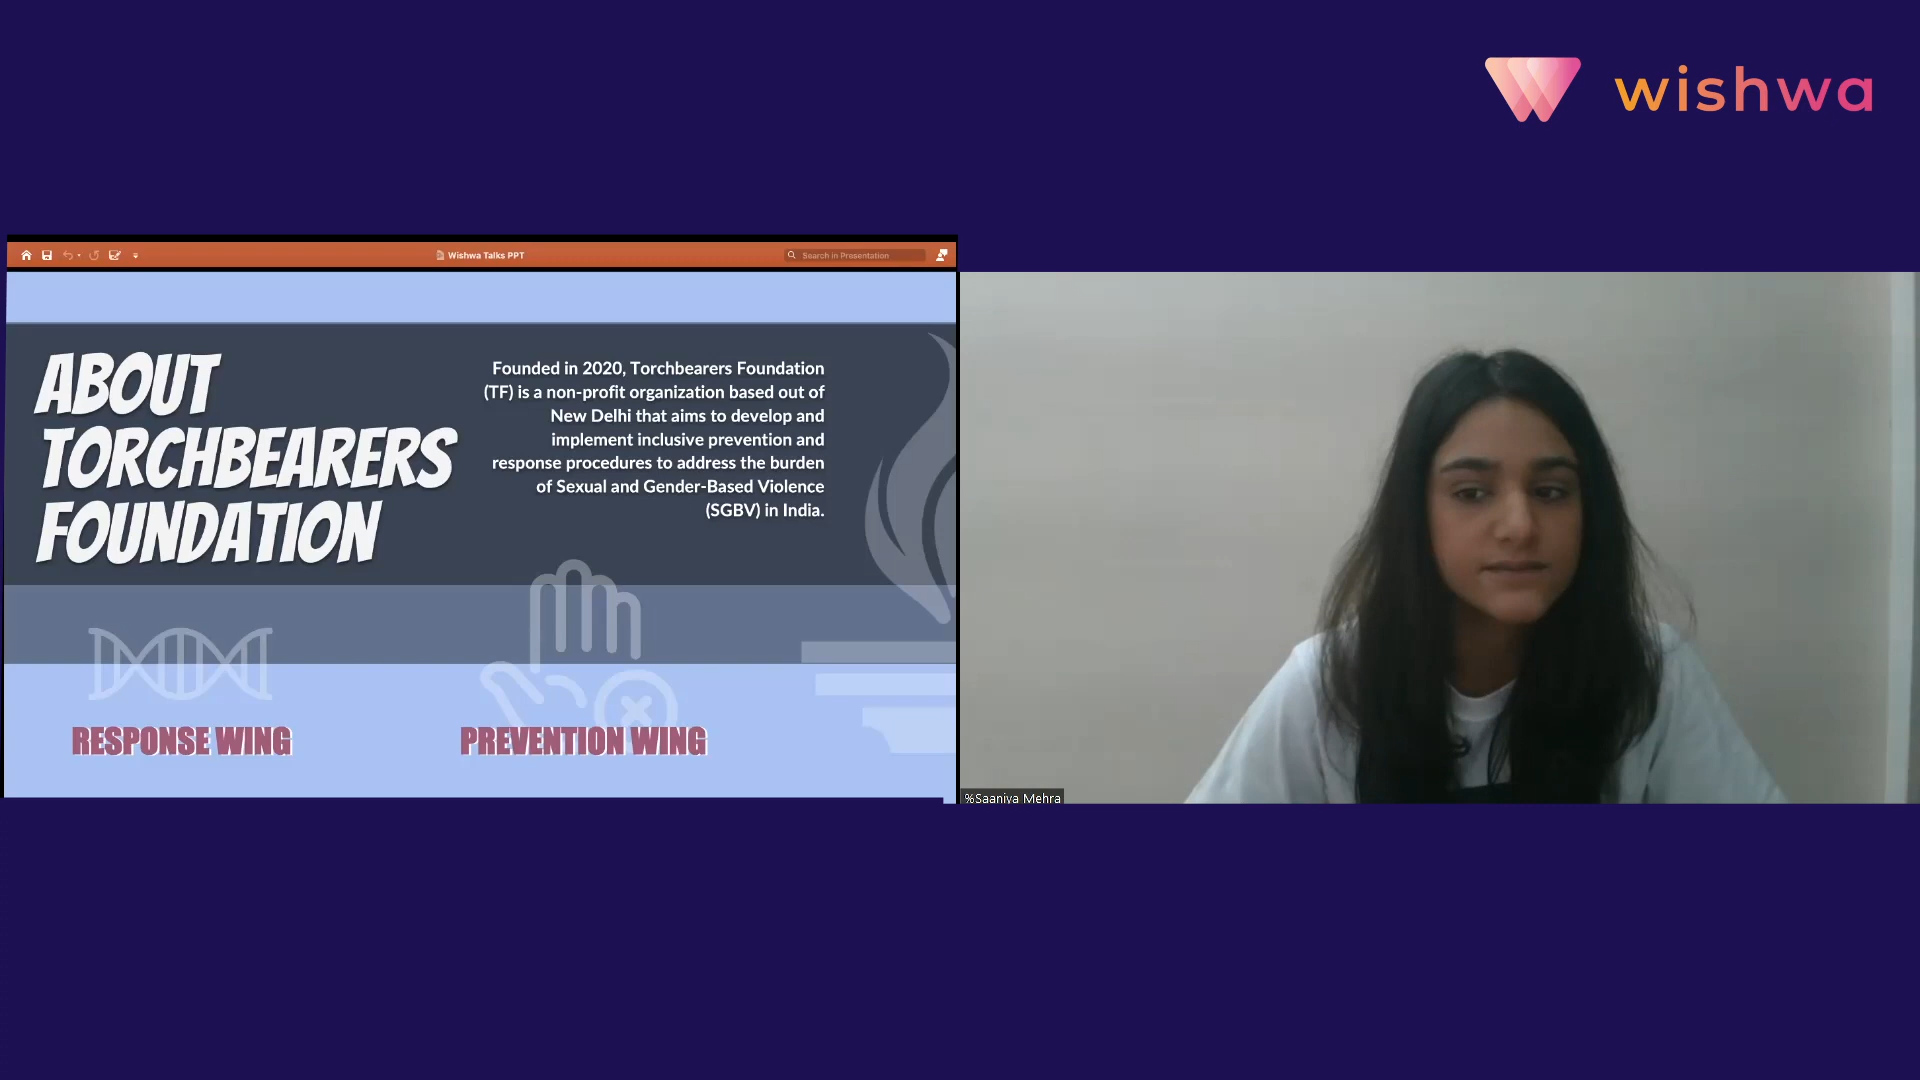 wishwa
Wishwa Talks PPT
Search in Presentation
ABOUT
TORCHBEARERS
FOUNDATION
Founded in 2020, Torchbearers Foundation
(TF) is a non-profit organization based out of
New Delhi that aims to develop and
implement inclusive prevention and
response procedures to address the burden
of Sexual and Gender-Based Violence
(SGBV) in India.
RESPONSE WING
PREVENTION WING
%Saaniya Mehra